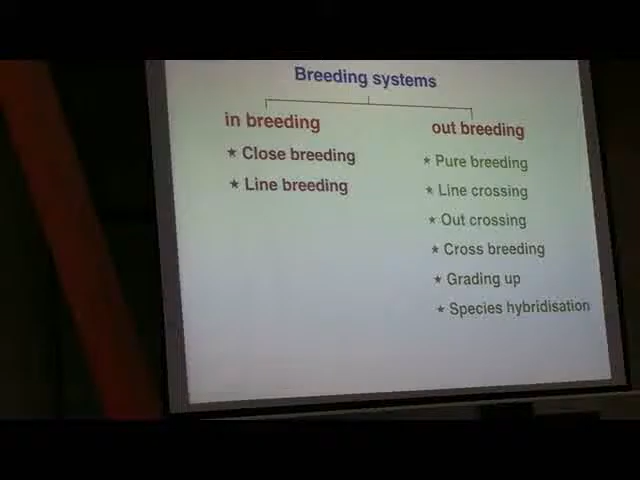 Breeding systems
in breeding
★ Close breeding
★ Line breeding
out breeding
★ Pure breeding
★ Line crossing
★ Out crossing
★ Cross breeding
★ Grading up
★ Species hybridisation